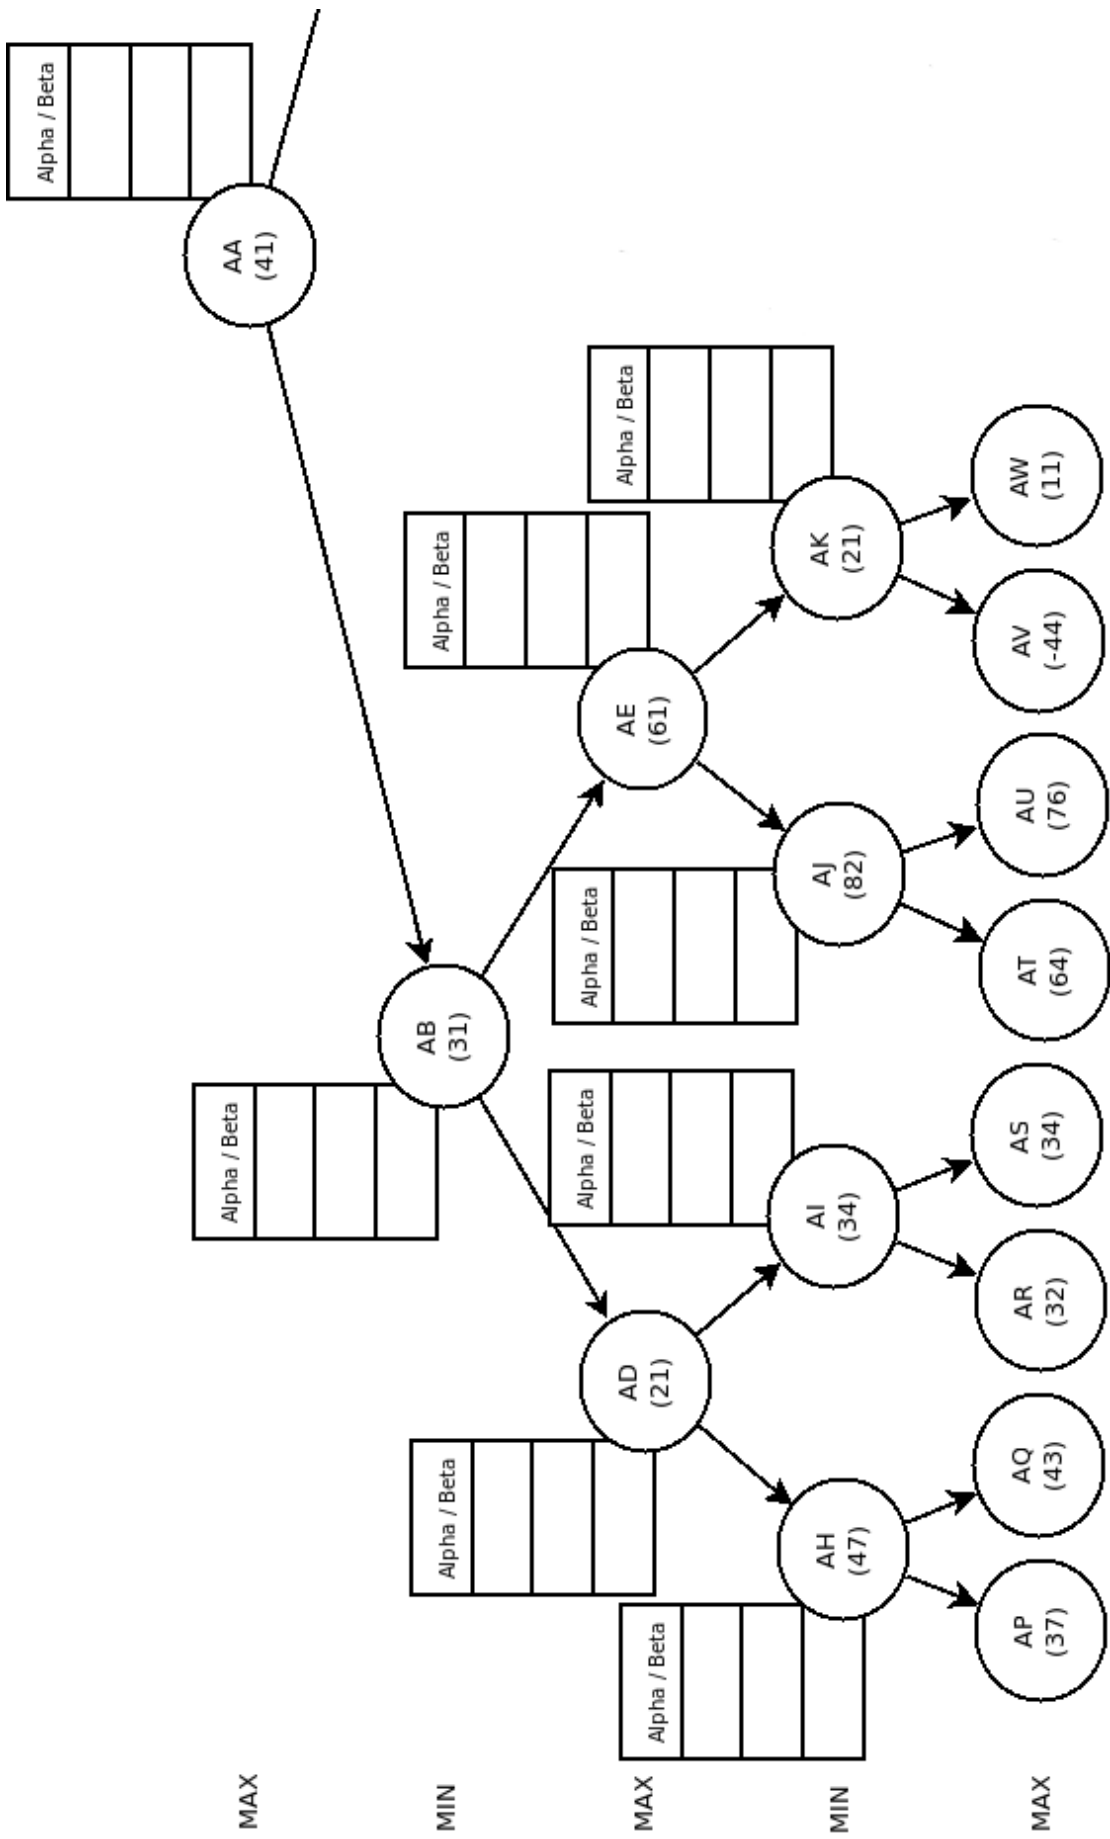 MAX
AA
(41)
Alpha / Beta
MIN
Alpha / Beta
AB
(31)
MAX
Alpha / Beta
AD
(21)
AE
(61)
Alpha / Beta
MIN
Alpha / Beta
AH
(47)
Alpha / Beta
AI
(34)
Alpha / Beta
AJ
(82)
AK
(21)
Alpha / Beta
MAX
AP
(37)
AQ
(43)
AR
(32)
AS
(34)
AT
(64)
AU
(76)
AV
(-44)
AW
(11)